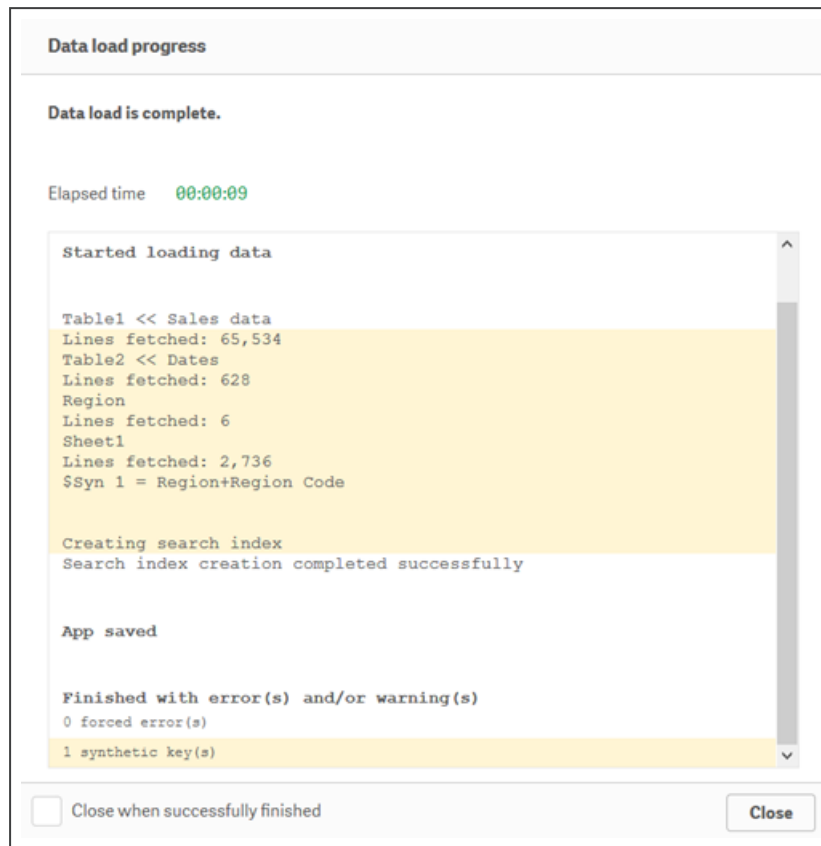 Data load progress
Data load is complete.
Elapsed time 00:00:09
Started loading data
Table1 << Sales data
Lines fetched: 65,534
Table2 << Dates
Lines fetched: 628
Region
Lines fetched: 6
Sheet1
Lines fetched: 2,736
$Syn 1 = Region+Region Code
Creating search index
Search index creation completed successfully
App saved
Finished with error(s) and/or warning(s)
0 forced error(s)
1 synthetic key(s)
Close when successfully finished
Close